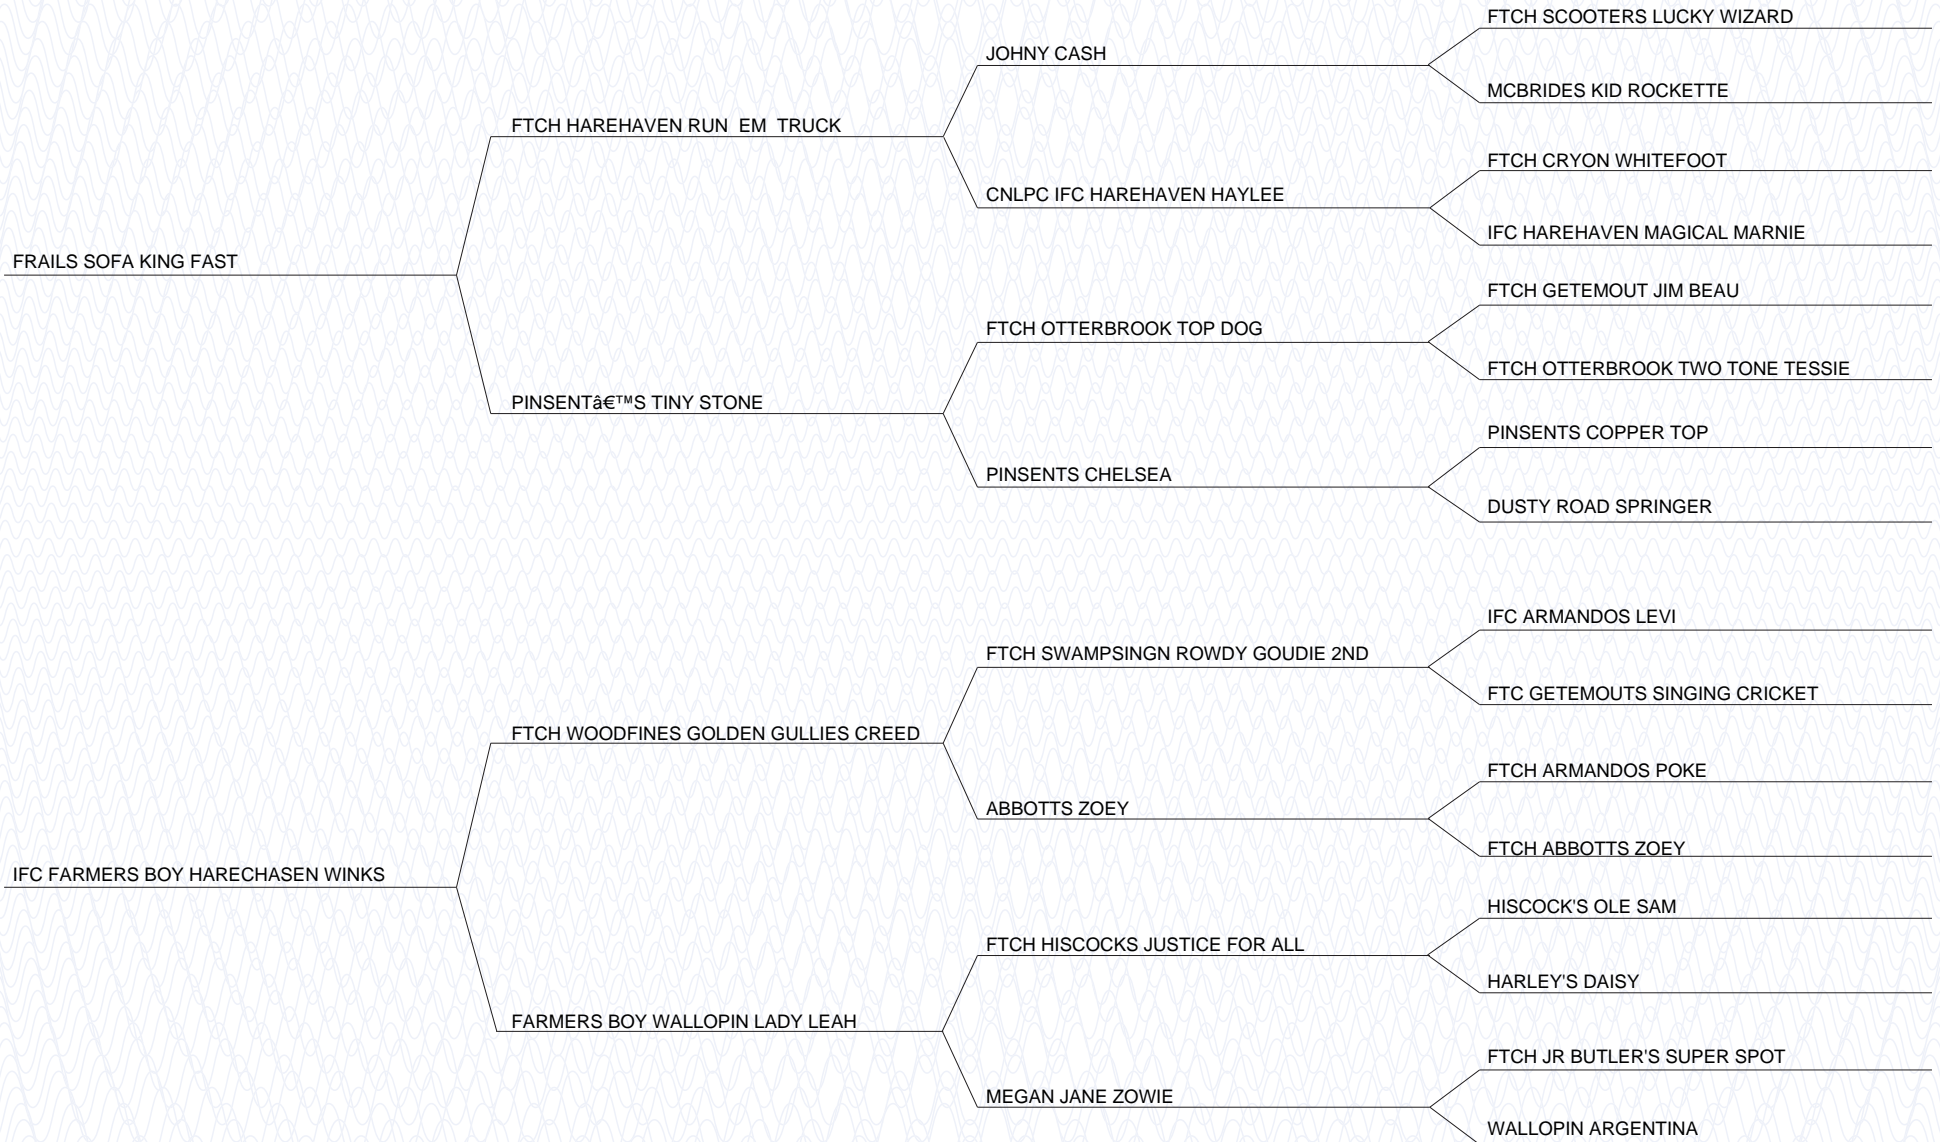 FTCH SCOOTERS LUCKY WIZARD
JOHNY CASH
MCBRIDES KID ROCKETTE
FTCH HAREHAVEN RUN  EM  TRUCK
FTCH CRYON WHITEFOOT
CNLPC IFC HAREHAVEN HAYLEE
IFC HAREHAVEN MAGICAL MARNIE
FRAILS SOFA KING FAST
FTCH GETEMOUT JIM BEAU
FTCH OTTERBROOK TOP DOG
FTCH OTTERBROOK TWO TONE TESSIE
PINSENTâ€™S TINY STONE
PINSENTS COPPER TOP
PINSENTS CHELSEA
DUSTY ROAD SPRINGER
IFC ARMANDOS LEVI
FTCH SWAMPSINGN ROWDY GOUDIE 2ND
FTC GETEMOUTS SINGING CRICKET
FTCH WOODFINES GOLDEN GULLIES CREED
FTCH ARMANDOS POKE
ABBOTTS ZOEY
FTCH ABBOTTS ZOEY
IFC FARMERS BOY HARECHASEN WINKS
HISCOCK'S OLE SAM
FTCH HISCOCKS JUSTICE FOR ALL
HARLEY'S DAISY
FARMERS BOY WALLOPIN LADY LEAH
FTCH JR BUTLER'S SUPER SPOT
MEGAN JANE ZOWIE
WALLOPIN ARGENTINA